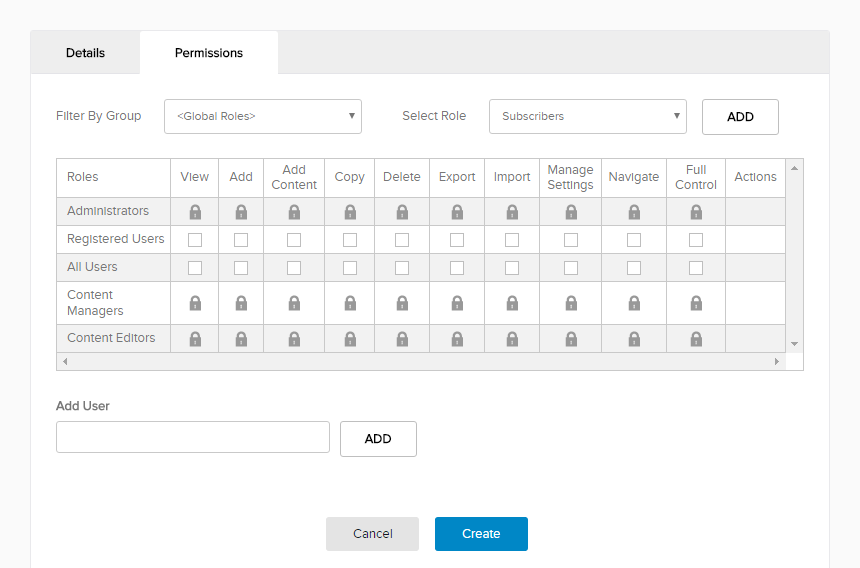 Details Permissions
Filter By Group <Global Roles> Select Role Subscribers ADD
Roles View Add Add Content Copy Delete Export Import Manage Settings Navigate Full Control Actions
Administrators
Registered Users
All Users
Content
Managers
Content Editors
Add User
ADD
Cancel Create